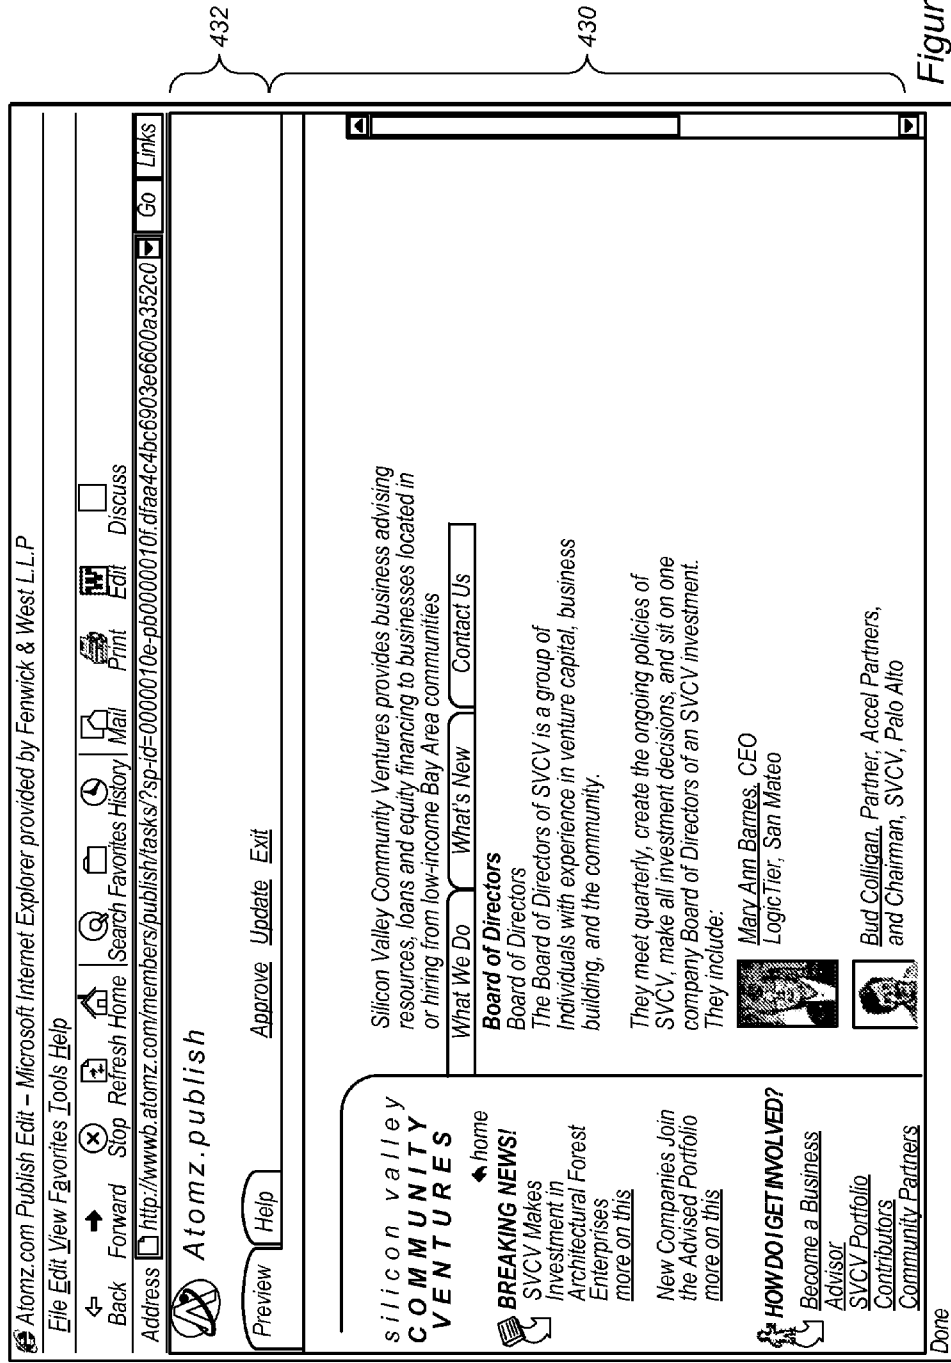 Atomz.com Publish Edit – Microsoft Internet Explorer provided by Fenwick & West L.L.P
File Edit View Favorites Tools Help
Back Forward Stop Refresh Home Search Favorites History Mail Print Edit Discuss
Address http://wwwb.atomz.com/members/publish/tasks/?sp-id=0000010e-pb0000010f.dfaa4c4bc6903e6600a352c0 Go Links
Atomz.publish
Preview Help Approve Update Exit
432
430
silicon valley
COMMUNITY
VENTURES
home
BREAKING NEWS!
SVCV Makes
Investment in
Architectural Forest
Enterprises
more on this
New Companies Join
the Advised Portfolio
more on this
HOW DO I GET INVOLVED?
Become a Business
Advisor
SVCV Portfolio
Contributors
Community Partners
Silicon Valley Community Ventures provides business advising
resources, loans and equity financing to businesses located in
or hiring from low-income Bay Area communities
What We Do What's New Contact Us
Board of Directors
Board of Directors
The Board of Directors of SVCV is a group of
Individuals with experience in venture capital, business
building, and the community.
They meet quarterly, create the ongoing policies of
SVCV, make all investment decisions, and sit on one
company Board of Directors of an SVCV investment.
They include:
Mary Ann Barnes, CEO
LogicTier, San Mateo
Bud Colligan, Partner, Accel Partners,
and Chairman, SVCV, Palo Alto
Done